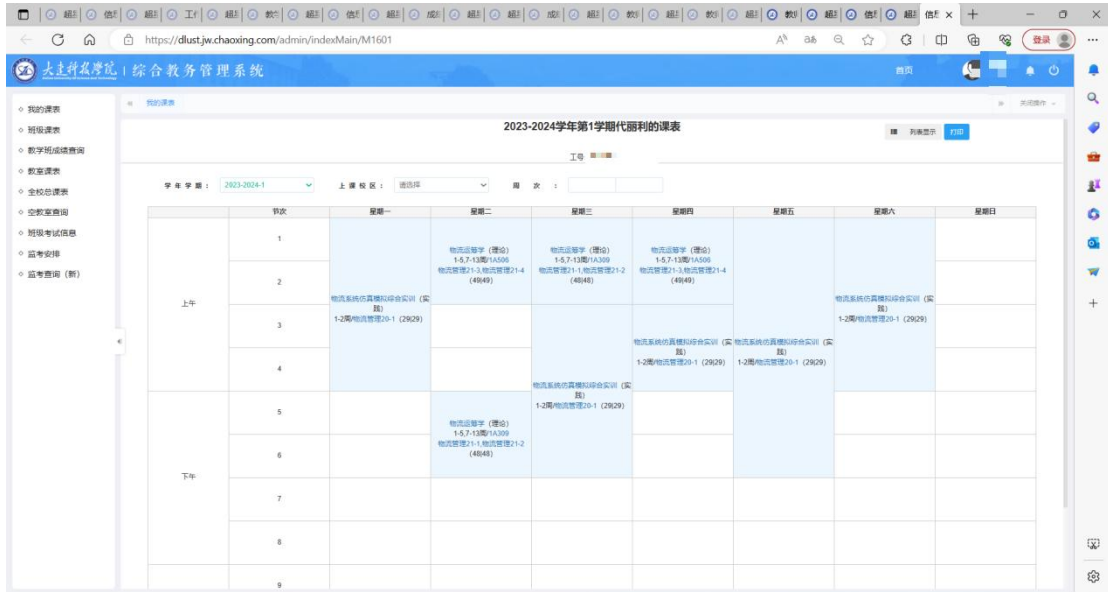 https://dlust.jw.chaoxing.com/admin/indexMain/M1601
登录
大连科技学院 | 综合教务管理系统
首页
我的课表
班级课表
教学班成绩查询
教室课表
全校总课表
空教室查询
班级考试信息
监考安排
监考查询（新）
我的课表
关闭操作
2023-2024学年第1学期代丽利的课表
列表显示
打印
工号
学年学期： 2023-2024-1 上课校区： 请选择 周次：
节次 星期一 星期二 星期三 星期四 星期五 星期六 星期日
上午
1
2
3
4
物流系统仿真模拟综合实训（实
践）
1-2周/物流管理20-1（29|29）
物流运筹学（理论）
1-5,7-13周/1A506
物流管理21-3,物流管理21-4
（49|49）
物流运筹学（理论）
1-5,7-13周/1A309
物流管理21-1,物流管理21-2
（48|48）
物流运筹学（理论）
1-5,7-13周/1A506
物流管理21-3,物流管理21-4
（49|49）
物流系统仿真模拟综合实训（实
践）
1-2周/物流管理20-1（29|29）
物流系统仿真模拟综合实训（实
践）
1-2周/物流管理20-1（29|29）
物流系统仿真模拟综合实训（实
践）
1-2周/物流管理20-1（29|29）
物流系统仿真模拟综合实训（实
践）
1-2周/物流管理20-1（29|29）
下午
5
6
7
8
物流运筹学（理论）
1-5,7-13周/1A309
物流管理21-1,物流管理21-2
（48|48）
9